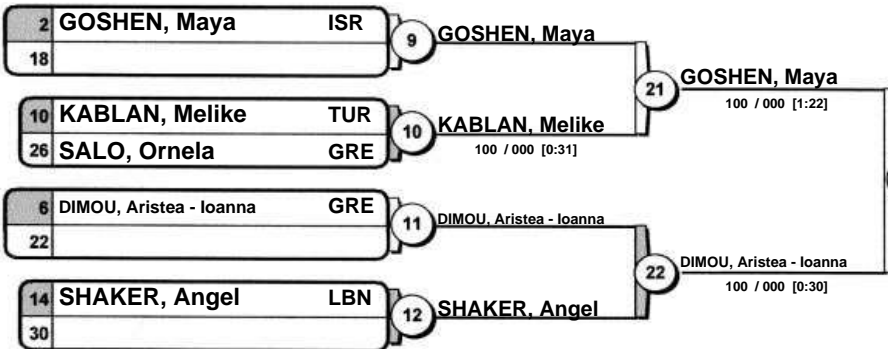 2 GOSHEN, Maya ISR
18
9
GOSHEN, Maya
10 KABLAN, Melike TUR
26 SALO, Ornela GRE
10
KABLAN, Melike
100 / 000 [0:31]
21
GOSHEN, Maya
100 / 000 [1:22]
6 DIMOU, Aristea - Ioanna GRE
22
11
DIMOU, Aristea - Ioanna
14 SHAKER, Angel LBN
30
12
SHAKER, Angel
22
DIMOU, Aristea - Ioanna
100 / 000 [0:30]